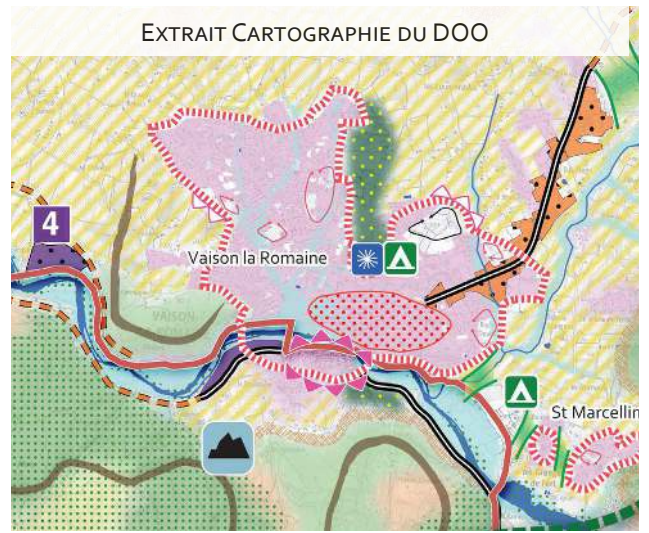 EXTRAIT CARTOGRAPHIE DU DOO
4
Vaison la Romaine
VAISON
St Marcellin